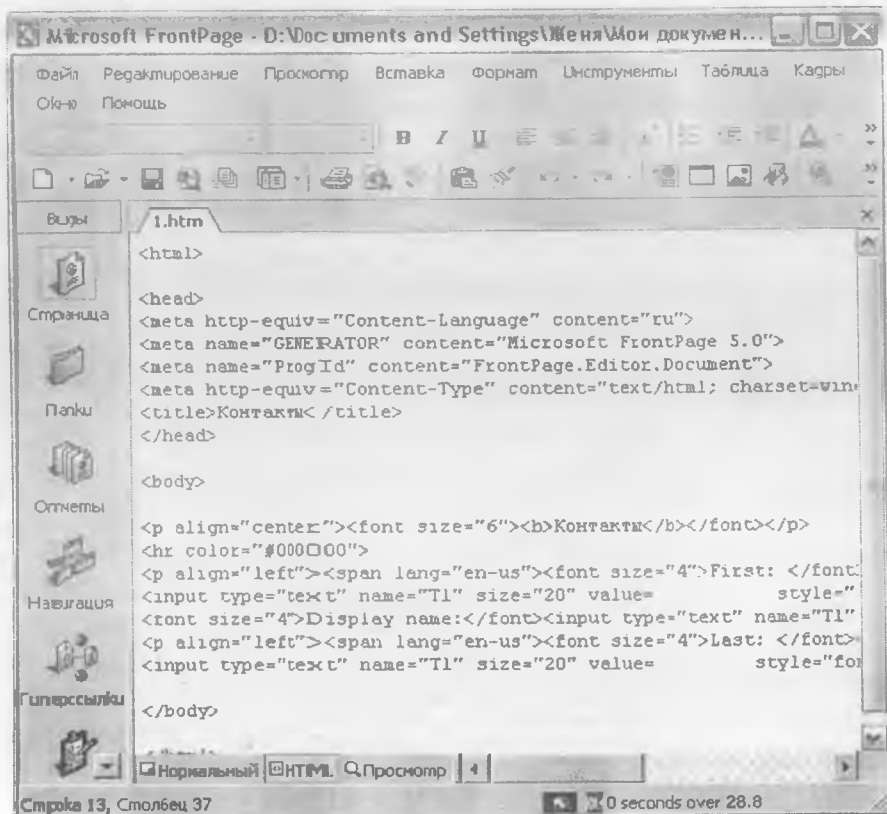 Microsoft FrontPage - D:\Documents and Settings\Женя\Мои докумен...
Файл Редактирование Просмотр Вставка Формат Инструменты Таблица Кадры
Окно Помощь
B I U A
Виды
1.htm
Страница
Папки
Отчеты
Навигация
Гиперссылки
<html>
<head>
<meta http-equiv="Content-Language" content="ru">
<meta name="GENERATOR" content="Microsoft FrontPage 5.0">
<meta name="ProgId" content="FrontPage.Editor.Document">
<meta http-equiv="Content-Type" content="text/html; charset=win
<title>Контакты</title>
</head>
<body>
<p align="center"><font size="6"><b>Контакты</b></font></p>
<hr color="#000000">
<p align="left"><span lang="en-us"><font size="4">First: </font>
<input type="text" name="T1" size="20" value= style="
<font size="4">Display name:</font><input type="text" name="T1"
<p align="left"><span lang="en-us"><font size="4">Last: </font>
<input type="text" name="T1" size="20" value= style="fo
</body>
Нормальный HTML Просмотр
Строка 13, Столбец 37 0 seconds over 28.8